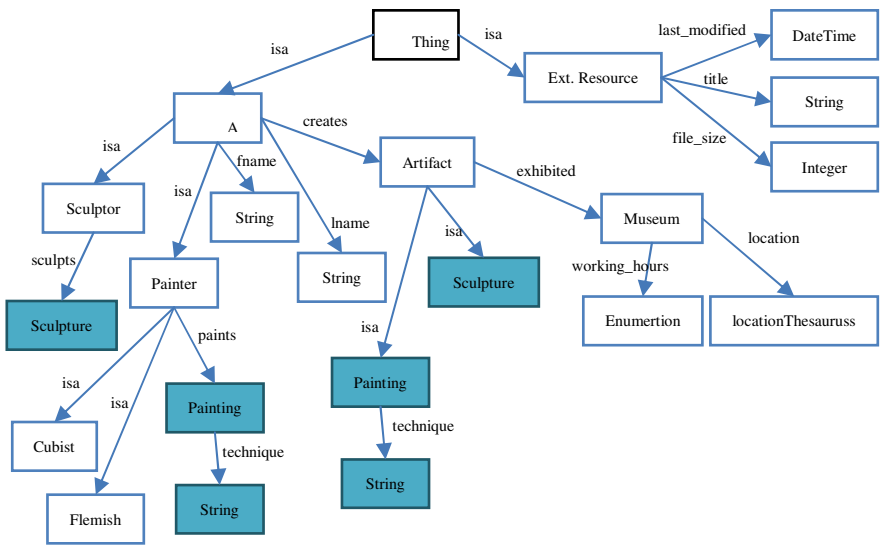 Thing
isa
isa
last_modified
DateTime
Ext. Resource
title
String
file_size
Integer
A
creates
isa
fname
isa
Artifact
exhibited
Sculptor
String
lname
isa
Museum
location
sculpts
Painter
String
Sculpture
working_hours
Sculpture
paints
isa
Enumertion
locationThesauruss
isa
isa
Painting
Painting
technique
Cubist
technique
String
String
Flemish